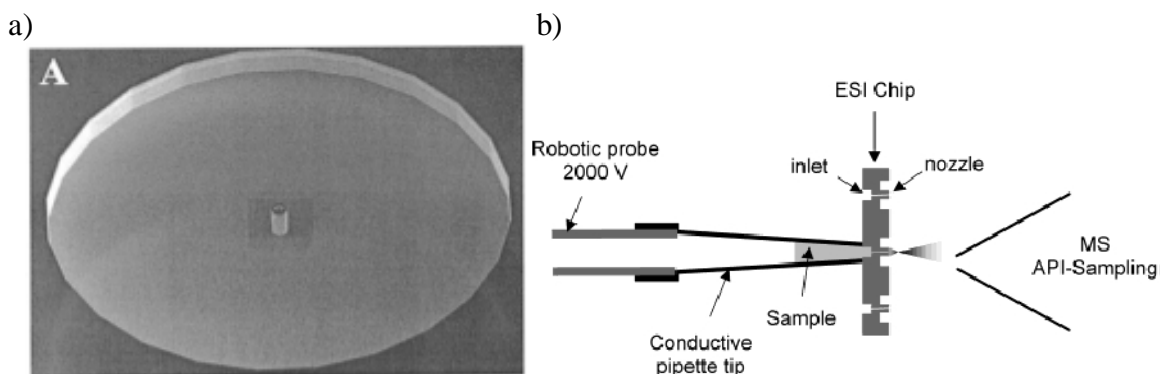 a)
A
b)
ESI Chip
Robotic probe
2000 V
inlet
nozzle
MS
API-Sampling
Sample
Conductive
pipette tip